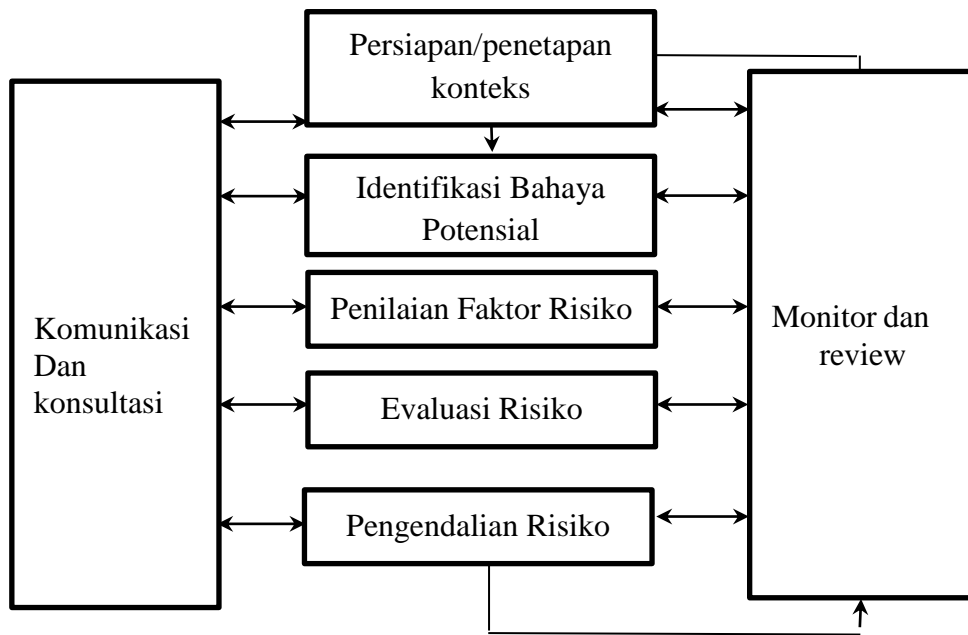 Persiapan/penetapan
konteks
Identifikasi Bahaya
Potensial
Penilaian Faktor Risiko
Evaluasi Risiko
Pengendalian Risiko
Komunikasi
Dan
konsultasi
Monitor dan
review